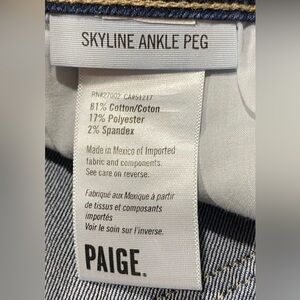 SKYLINE ANKLE PEG
RN#27002 CA#51217
81% Cotton/Coton
17% Polyester
2% Spandex
Made in Mexico of Imported
fabric and components.
See care on reverse.
Fabriqué aux Mexique à partir
de tissus et composants
importés
Voir le soin sur l'inverse.
PAIGE.